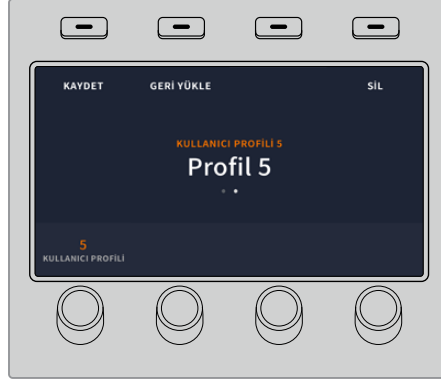 KAYDET GERİ YÜKLE SİL
KULLANICI PROFİLİ 5
Profil 5
5
KULLANICI PROFİLİ